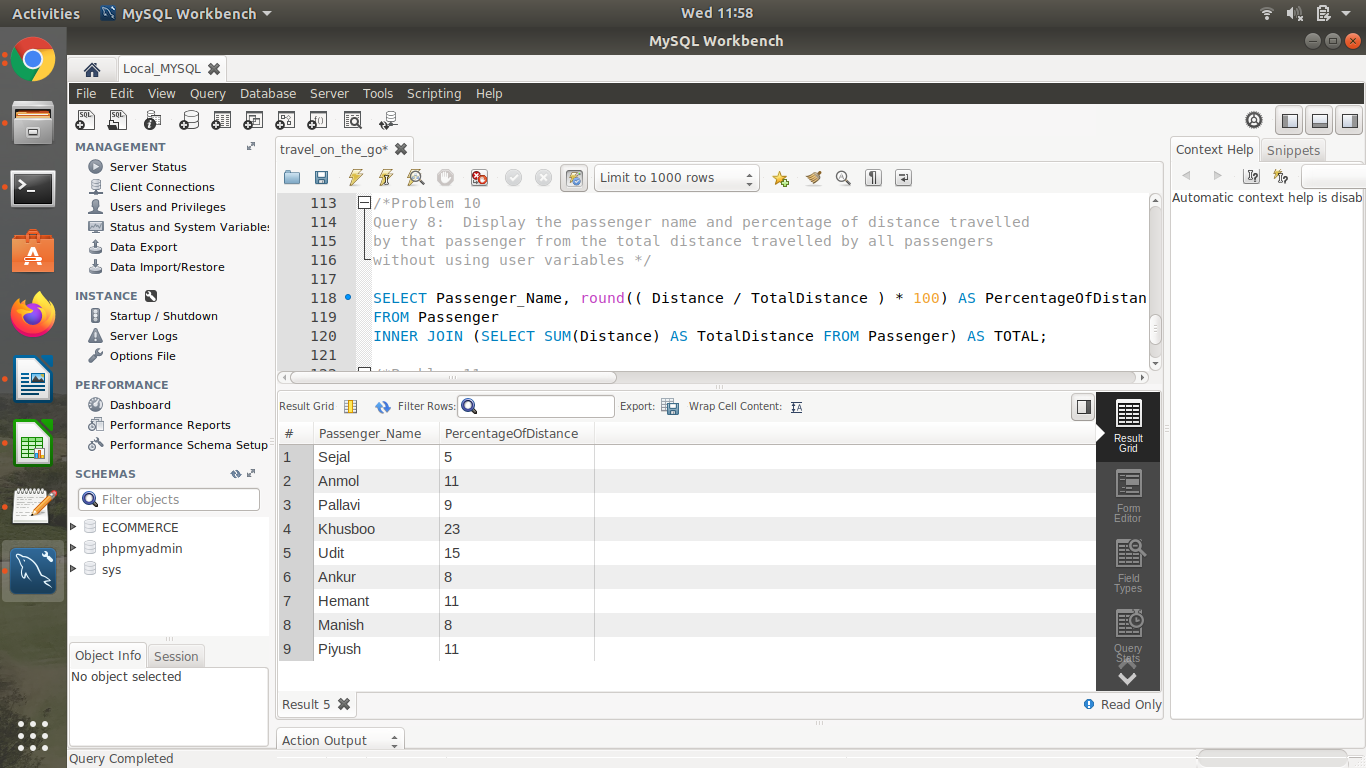 Activities MySQL Workbench Wed 11:58
MySQL Workbench
Local_MYSQL
File Edit View Query Database Server Tools Scripting Help
MANAGEMENT
Server Status
Client Connections
Users and Privileges
Status and System Variables
Data Export
Data Import/Restore
INSTANCE
Startup / Shutdown
Server Logs
Options File
PERFORMANCE
Dashboard
Performance Reports
Performance Schema Setup
SCHEMAS
Filter objects
ECOMMERCE
phpmyadmin
sys
Object Info Session
No object selected
travel_on_the_go*
Limit to 1000 rows
113 /*Problem 10
114 Query 8:  Display the passenger name and percentage of distance travelled
115 by that passenger from the total distance travelled by all passengers
116 without using user variables */
117
118 SELECT Passenger_Name, round(( Distance / TotalDistance ) * 100) AS PercentageOfDistan
119 FROM Passenger
120 INNER JOIN (SELECT SUM(Distance) AS TotalDistance FROM Passenger) AS TOTAL;
121
Result Grid Filter Rows: Export: Wrap Cell Content:
# Passenger_Name PercentageOfDistance
1 Sejal 5
2 Anmol 11
3 Pallavi 9
4 Khusboo 23
5 Udit 15
6 Ankur 8
7 Hemant 11
8 Manish 8
9 Piyush 11
Result Grid
Form Editor
Field Types
Query Stats
Result 5 Read Only
Action Output
Context Help Snippets
Automatic context help is disab
Query Completed